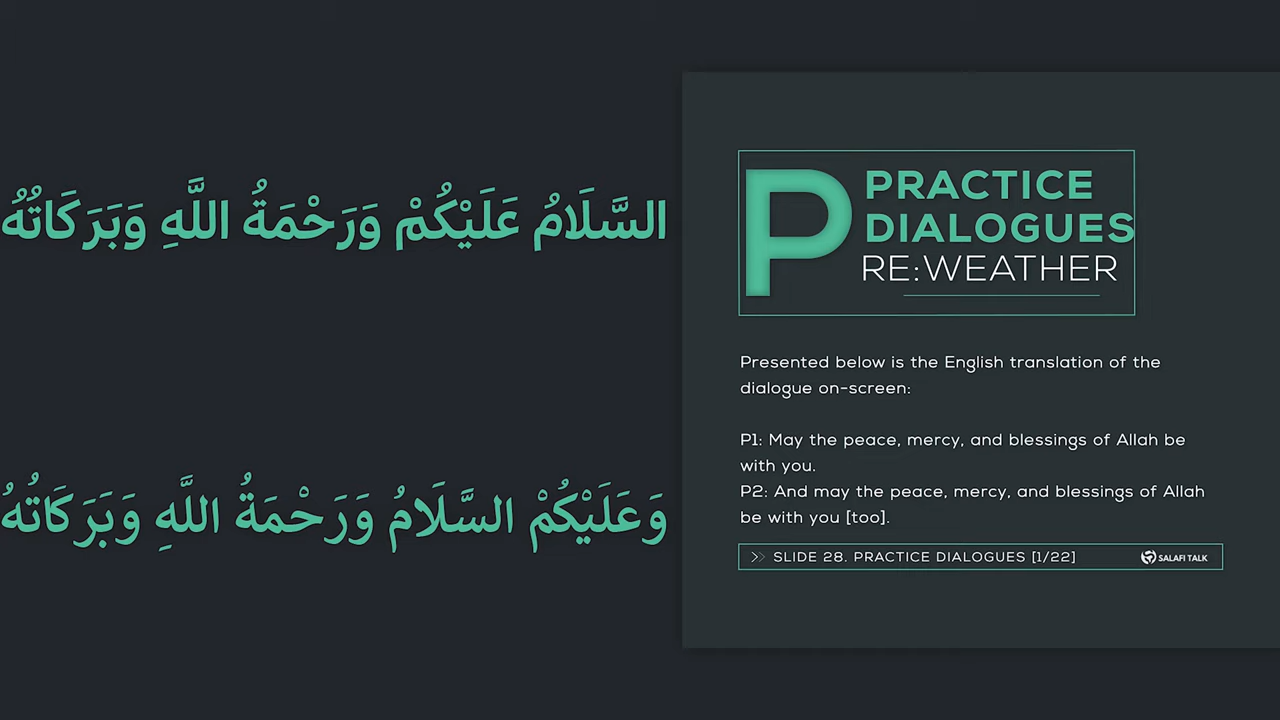 السَّلَامُ عَلَيْكُمْ وَرَحْمَةُ اللَّهِ وَبَرَكَاتُهُ
وَعَلَيْكُمْ السَّلَامُ وَرَحْمَةُ اللَّهِ وَبَرَكَاتُهُ
P PRACTICE
DIALOGUES
RE:WEATHER
Presented below is the English translation of the
dialogue on-screen:
P1: May the peace, mercy, and blessings of Allah be
with you.
P2: And may the peace, mercy, and blessings of Allah
be with you [too].
SLIDE 28. PRACTICE DIALOGUES [1/22] SALAFI TALK